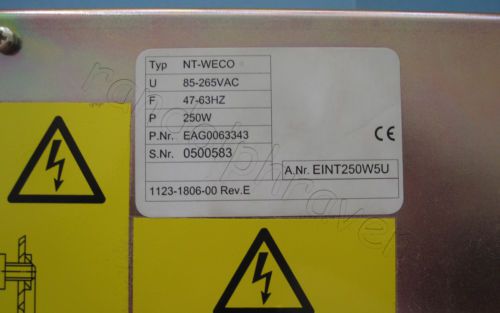 Typ NT-WECO
U 85-265VAC
F 47-63HZ
P 250W
P.Nr. EAG0063343
S.Nr. 0500583
A.Nr. EINT250W5U
1123-1806-00 Rev.E
CE